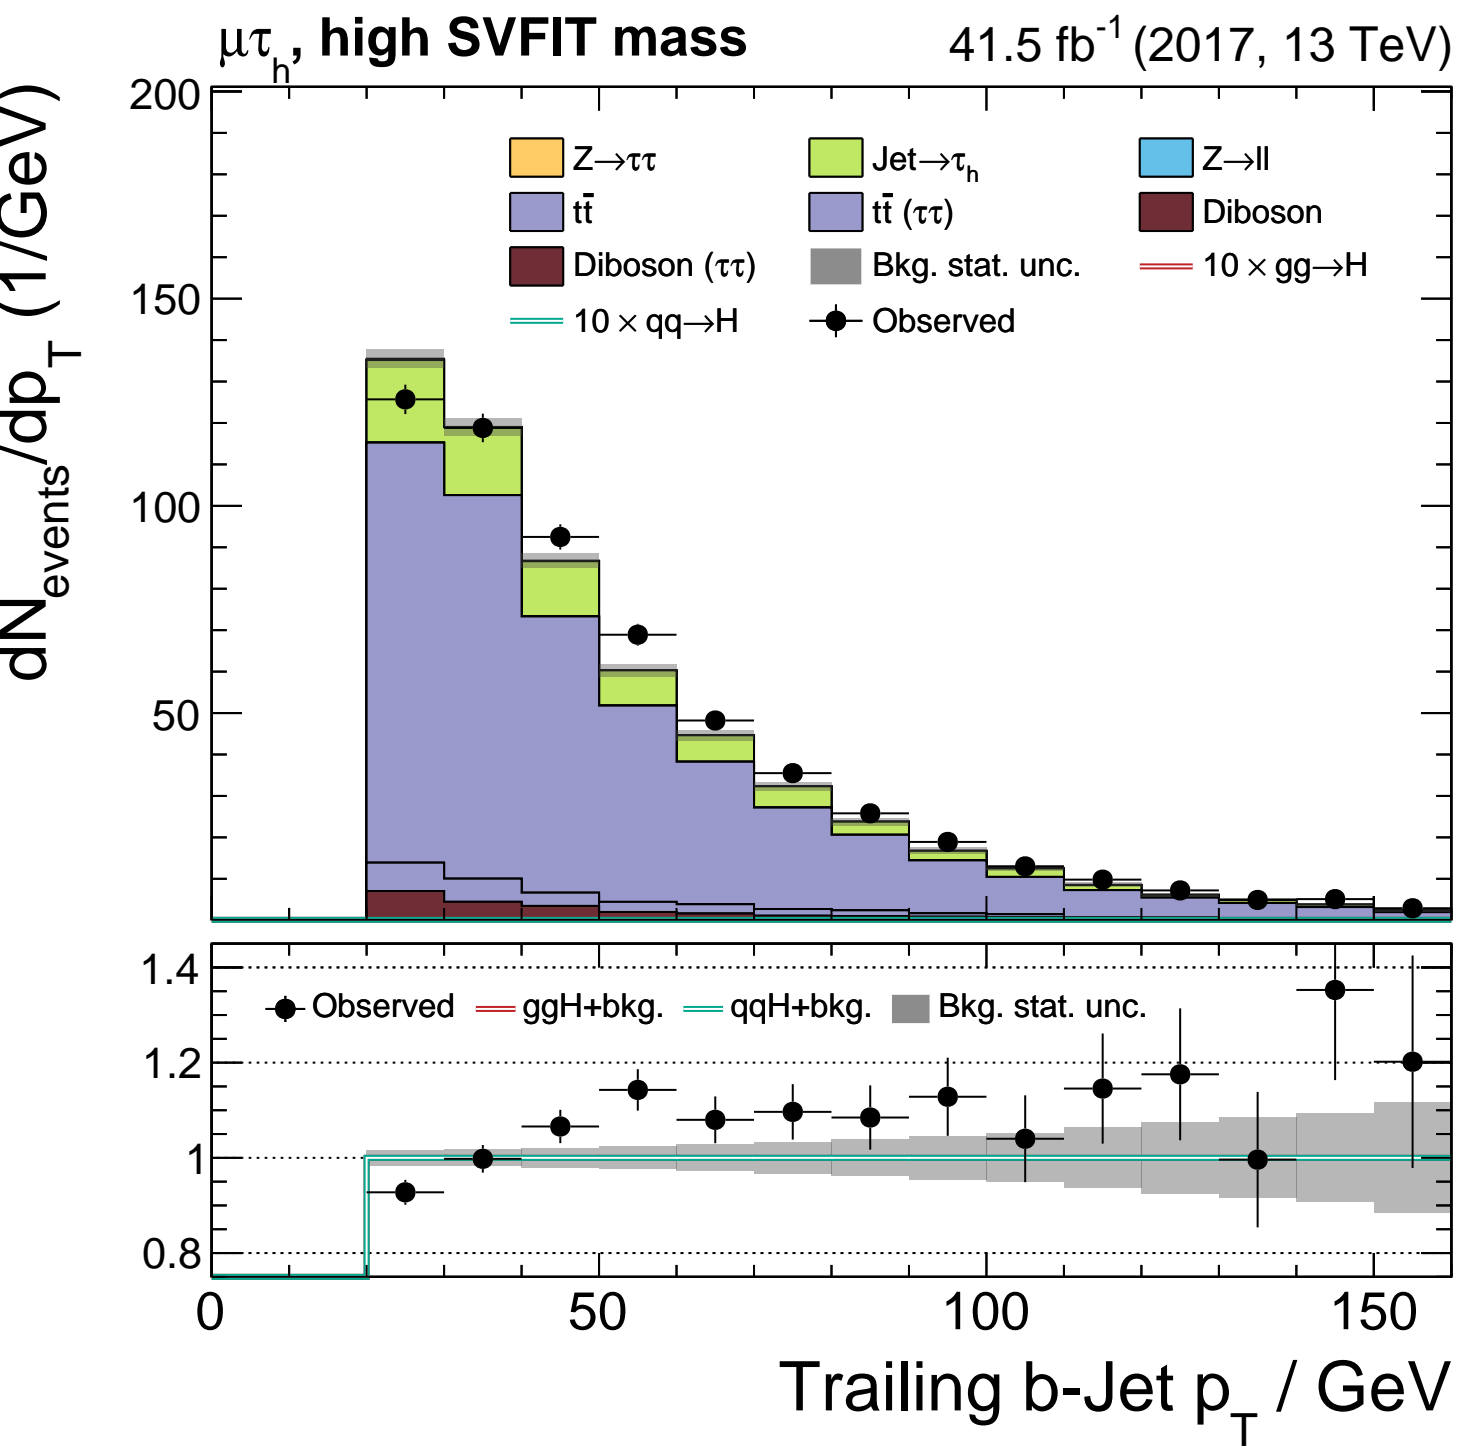 μτh, high SVFIT mass 41.5 fb-1 (2017, 13 TeV)
dNevents/dpT (1/GeV)
200
150
100
50
Z→ττ Jet→τh Z→ll
tt̄ tt̄ (ττ) Diboson
Diboson (ττ) Bkg. stat. unc. 10 × gg→H
10 × qq→H Observed
1.4
1.2
1
0.8
Observed ggH+bkg. qqH+bkg. Bkg. stat. unc.
0 50 100 150
Trailing b-Jet pT / GeV